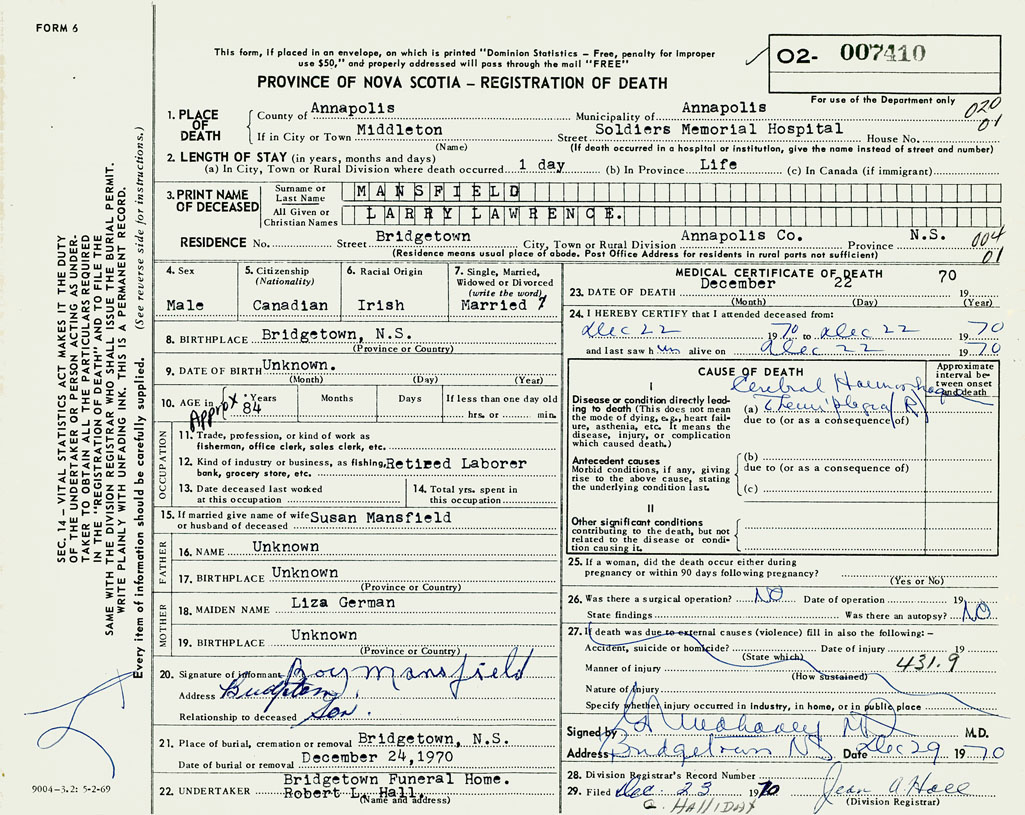 FORM 6
This form, if placed in an envelope, on which is printed "Dominion Statistics – Free, penalty for improper
use $50," and properly addressed will pass through the mail "FREE"
PROVINCE OF NOVA SCOTIA – REGISTRATION OF DEATH
02- 007410
For use of the Department only
020
01
1. PLACE OF DEATH
County of Annapolis Municipality of Annapolis
If in City or Town Middleton Street Soldiers Memorial Hospital House No.
(Name) (If death occurred in a hospital or institution, give the name instead of street and number)
2. LENGTH OF STAY (in years, months and days)
(a) In City, Town or Rural Division where death occurred 1 day (b) In Province Life (c) In Canada (if immigrant)
3. PRINT NAME OF DECEASED
Surname or Last Name MANSFIELD
All Given or Christian Names LARRY LAWRENCE.
RESIDENCE No. Street Bridgetown City, Town or Rural Division Annapolis Co. Province N.S. 004
(Residence means usual place of abode. Post Office Address for residents in rural parts not sufficient) 01
4. Sex
Male
5. Citizenship
(Nationality)
Canadian
6. Racial Origin
Irish
7. Single, Married,
Widowed or Divorced
(write the word)
Married
8. BIRTHPLACE Bridgetown, N.S.
(Province or Country)
9. DATE OF BIRTH Unknown.
(Month) (Day) (Year)
10. AGE in Years Months Days If less than one day old
Approx 84 hrs. or min.
OCCUPATION
11. Trade, profession, or kind of work as
fisherman, office clerk, sales clerk, etc.
12. Kind of industry or business, as fishing, Retired Laborer
bank, grocery store, etc.
13. Date deceased last worked
at this occupation
14. Total yrs. spent in
this occupation
15. If married give name of wife Susan Mansfield
or husband of deceased
FATHER
16. NAME Unknown
17. BIRTHPLACE Unknown
(Province or Country)
MOTHER
18. MAIDEN NAME Liza German
19. BIRTHPLACE Unknown
(Province or Country)
20. Signature of informant Roy Mansfield
Address
Relationship to deceased Son.
21. Place of burial, cremation or removal Bridgetown, N.S.
Date of burial or removal December 24,1970
Bridgetown Funeral Home.
22. UNDERTAKER Robert L. Hall.
(Name and address)
MEDICAL CERTIFICATE OF DEATH
23. DATE OF DEATH December 22 1970
(Month) (Day) (Year)
24. I HEREBY CERTIFY that I attended deceased from:
Dec 22 1970 to Dec 22 1970
and last saw him alive on Dec 22 1970
CAUSE OF DEATH
Approximate interval between onset and death
I
Cerebral Haemorrhage
Disease or condition directly leading to death (This does not mean the mode of dying, e.g., heart failure, asthenia, etc. It means the disease, injury, or complication which caused death.)
(a) Hemiplegia (R)
due to (or as a consequence of)
Antecedent causes
Morbid conditions, if any, giving rise to the above cause, stating the underlying condition last.
(b)
due to (or as a consequence of)
(c)
II
Other significant conditions
contributing to the death, but not related to the disease or condition causing it.
25. If a woman, did the death occur either during
pregnancy or within 90 days following pregnancy?
(Yes or No)
26. Was there a surgical operation? NO Date of operation 19
State findings Was there an autopsy? NO
27. If death was due to external causes (violence) fill in also the following:–
Accident, suicide or homicide? Date of injury 19
(State which)
Manner of injury 431.9
(How sustained)
Nature of injury
Specify whether injury occurred in industry, in home, or in public place
Signed by M.D.
Address Bridgetown NS Date Dec 29 1970
28. Division Registrar's Record Number
29. Filed Dec 23 1970 Jean A. Hall
(Division Registrar)
C. HALLIDAY
SEC. 14 – VITAL STATISTICS ACT MAKES IT THE DUTY
OF THE UNDERTAKER OR PERSON ACTING AS UNDERTAKER
TO OBTAIN ALL THE PARTICULARS REQUIRED
IN THE "REGISTRATION OF DEATH" AND TO FILE THE
SAME WITH THE DIVISION REGISTRAR WHO SHALL ISSUE THE BURIAL PERMIT.
WRITE PLAINLY WITH UNFADING INK. THIS IS A PERMANENT RECORD.
Every item of information should be carefully supplied. (See reverse side for instructions.)
9004-3.2: 5-2-69